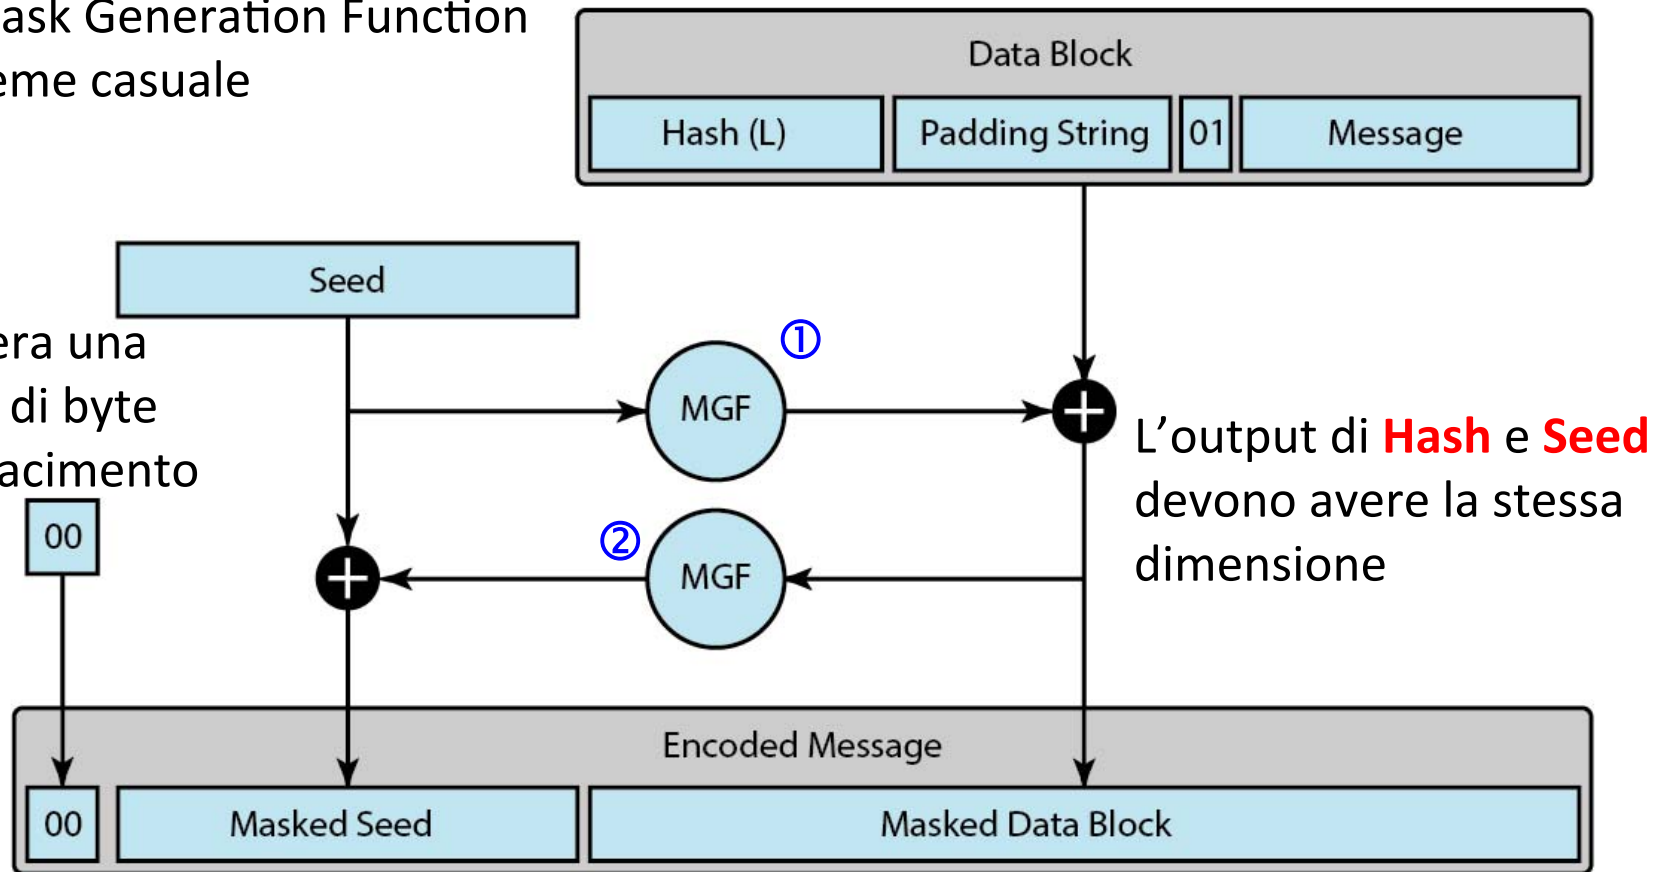 ask Generation Function
eme casuale
Data Block
Hash (L)
Padding String
01
Message
Seed
era una
di byte
acimento
①
MGF
L'output di Hash e Seed
devono avere la stessa
dimensione
00
②
MGF
Encoded Message
00
Masked Seed
Masked Data Block